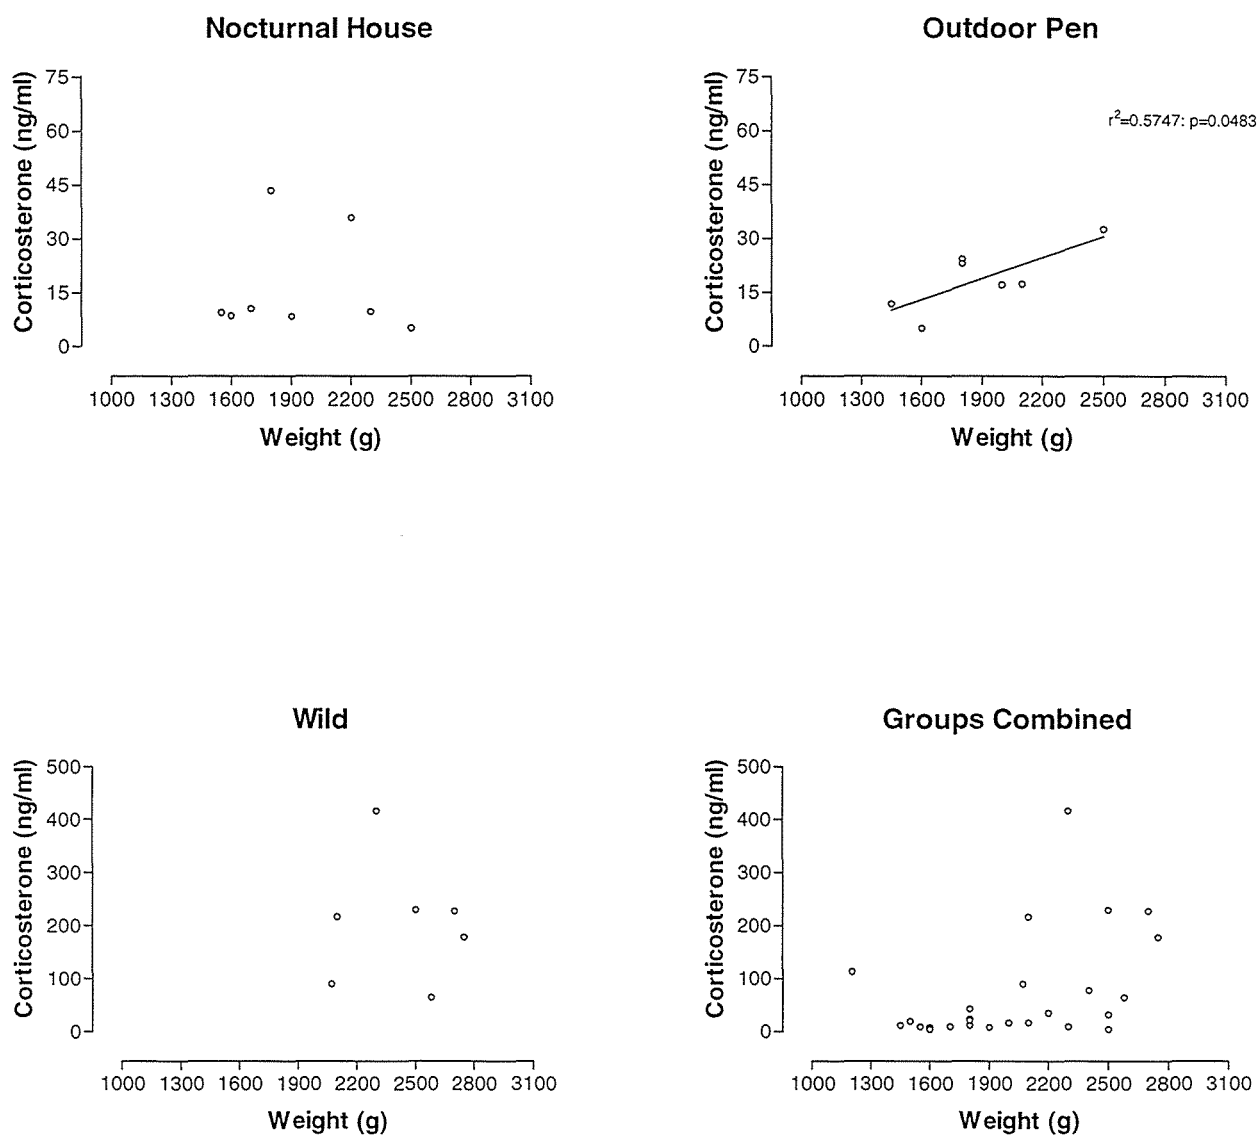 Nocturnal House
Corticosterone (ng/ml)
75
60
45
30
15
0
1000 1300 1600 1900 2200 2500 2800 3100
Weight (g)
Outdoor Pen
Corticosterone (ng/ml)
75
60
45
30
15
0
r²=0.5747: p=0.0483
1000 1300 1600 1900 2200 2500 2800 3100
Weight (g)
Wild
Corticosterone (ng/ml)
500
400
300
200
100
0
1000 1300 1600 1900 2200 2500 2800 3100
Weight (g)
Groups Combined
Corticosterone (ng/ml)
500
400
300
200
100
0
1000 1300 1600 1900 2200 2500 2800 3100
Weight (g)